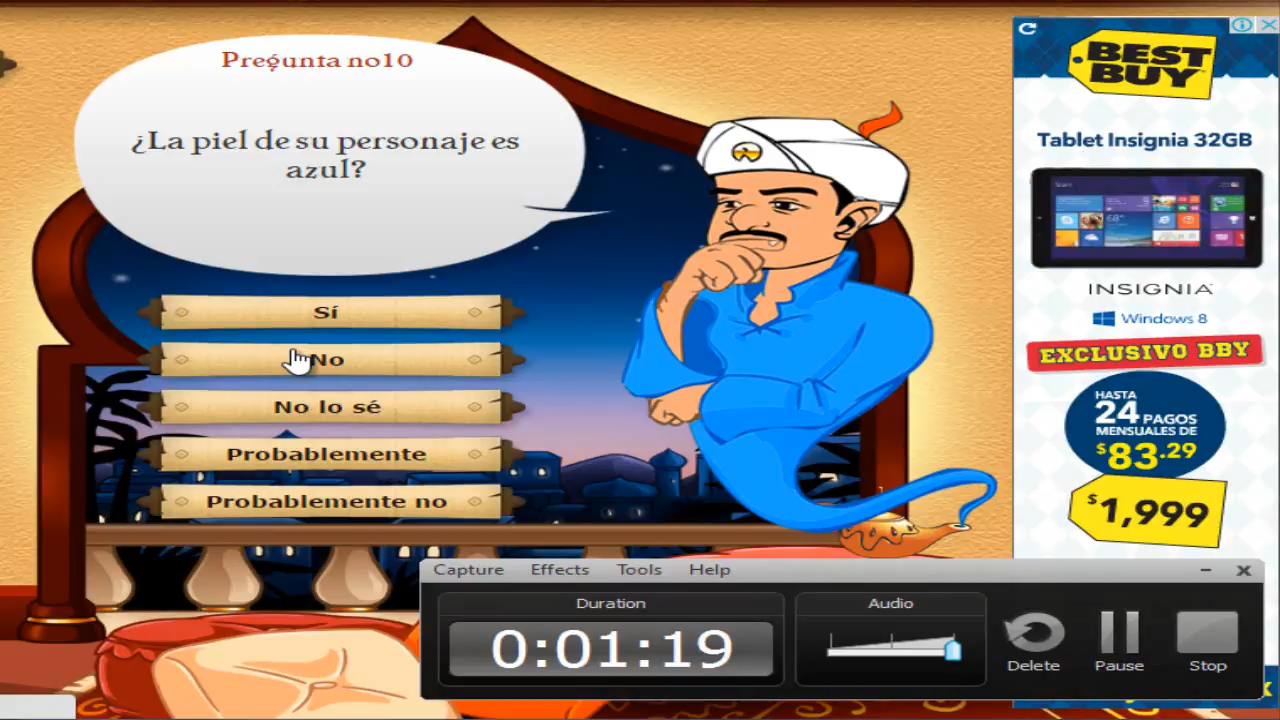 Pregunta no10
¿La piel de su personaje es
azul?
Sí
No
No lo sé
Probablemente
Probablemente no
BEST
BUY
Tablet Insignia 32GB
INSIGNIA
Windows 8
EXCLUSIVO BBY
HASTA
24 PAGOS
MENSUALES DE
$83.29
$1,999
Capture Effects Tools Help
Duration
0:01:19
Audio
Delete
Pause
Stop